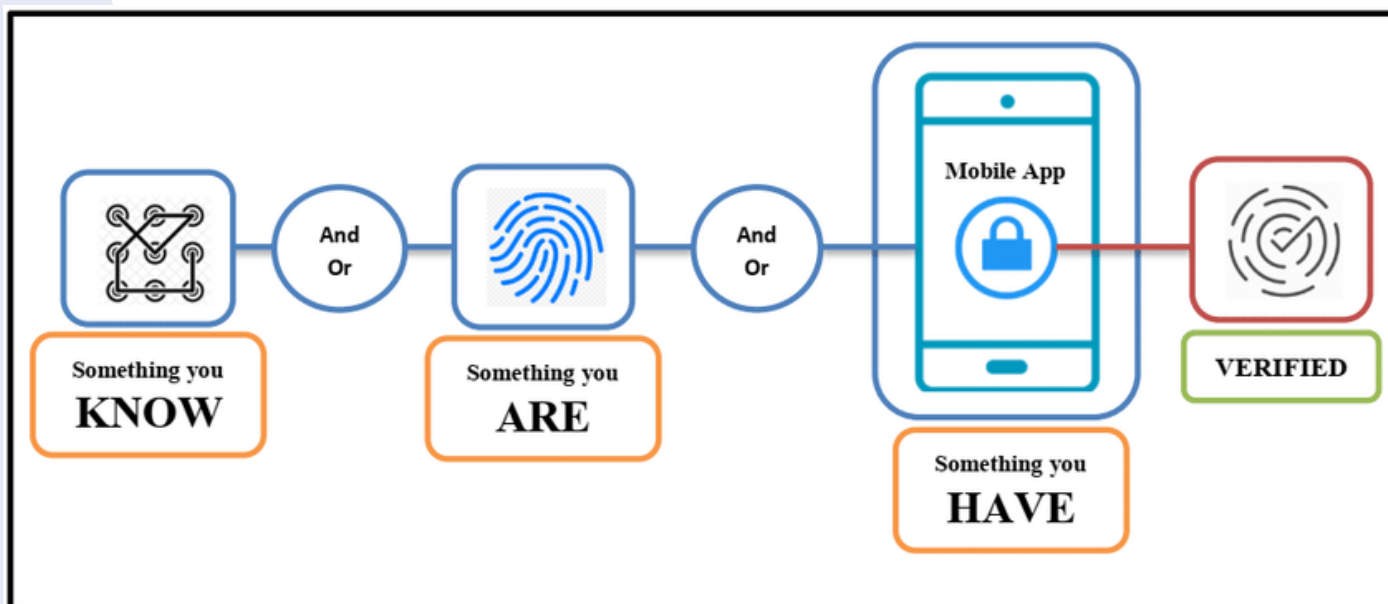 Something you
KNOW
And
Or
Something you
ARE
And
Or
Mobile App
Something you
HAVE
VERIFIED